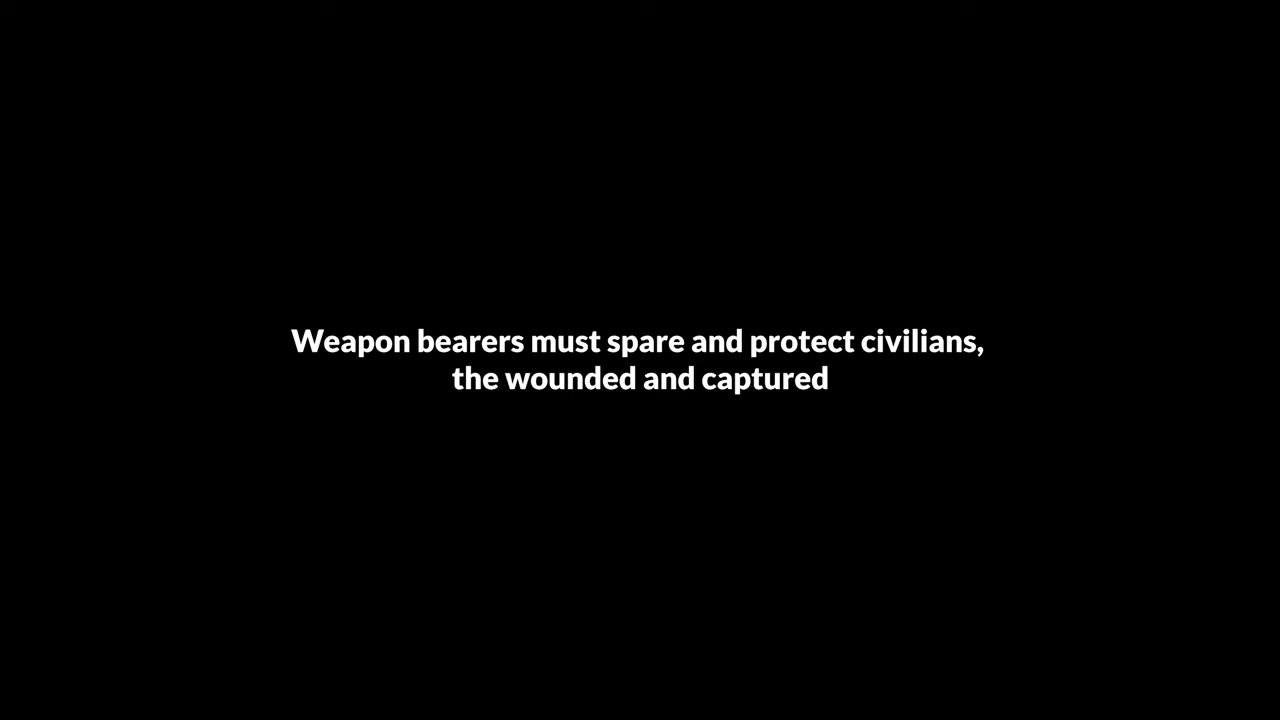 Weapon bearers must spare and protect civilians,
the wounded and captured